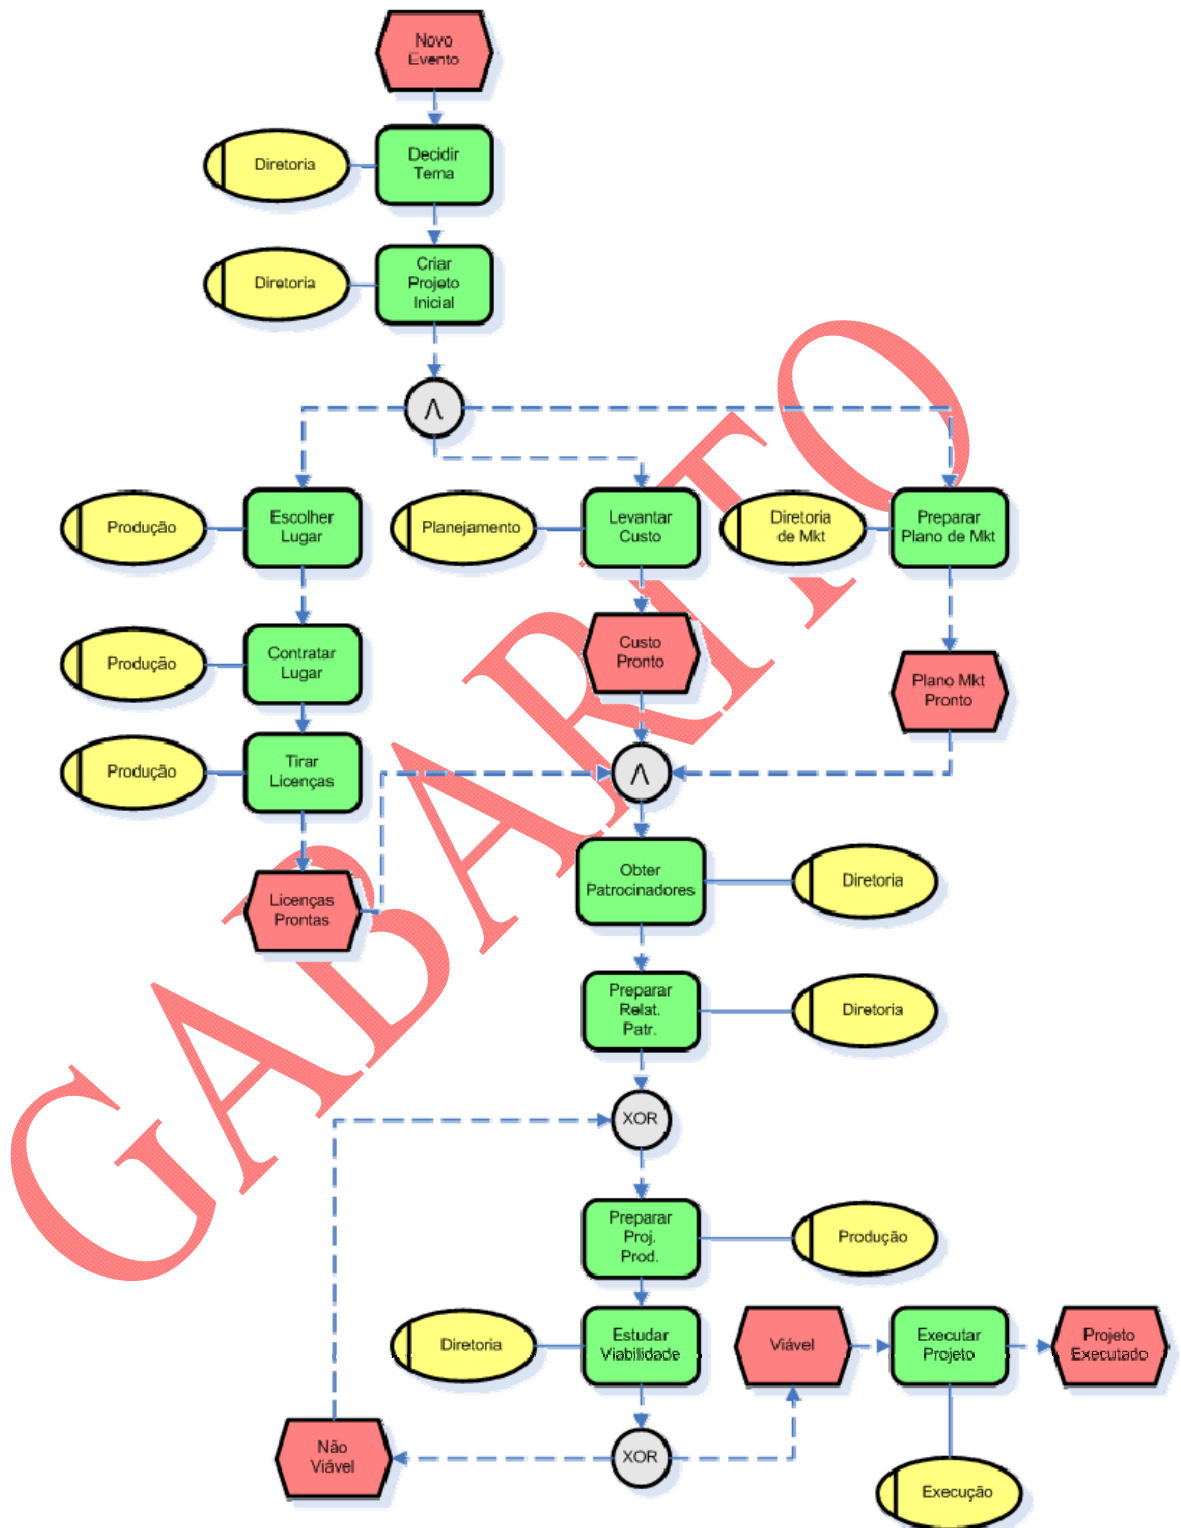 Novo
Evento
Diretoria
Decidir
Tema
Diretoria
Criar
Projeto
Inicial
Λ
Produção
Escolher
Lugar
Planejamento
Levantar
Custo
Diretoria
de Mkt
Preparar
Plano de Mkt
Produção
Contratar
Lugar
Custo
Pronto
Plano Mkt
Pronto
Produção
Tirar
Licenças
Λ
Licenças
Prontas
Obter
Patrocinadores
Diretoria
Preparar
Relat.
Patr.
Diretoria
XOR
Preparar
Proj.
Prod.
Produção
Diretoria
Estudar
Viabilidade
Viável
Executar
Projeto
Projeto
Executado
Não
Viável
XOR
Execução
GABARITO